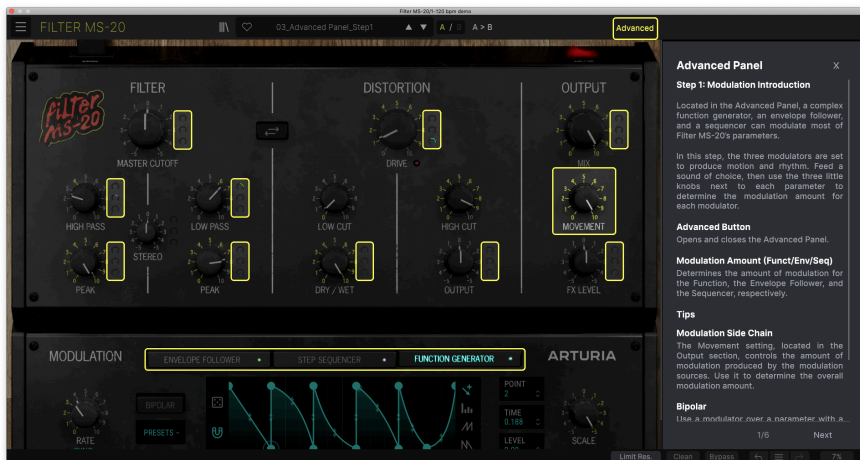 Filter MS-20/1-120 bpm demo
FILTER MS-20
03_Advanced Panel_Step1
A /
A > B
Advanced
FILTER
DISTORTION
OUTPUT
filter
MS-20
MASTER CUTOFF
DRIVE
MIX
HIGH PASS
LOW PASS
LOW CUT
HIGH CUT
MOVEMENT
STEREO
PEAK
PEAK
DRY / WET
OUTPUT
FX LEVEL
MODULATION
ENVELOPE FOLLOWER
STEP SEQUENCER
FUNCTION GENERATOR
ARTURIA
BIPOLAR
PRESETS
RATE
POINT
2
TIME
0.188
LEVEL
SCALE
Advanced Panel
X
Step 1: Modulation Introduction
Located in the Advanced Panel, a complex
function generator, an envelope follower,
and a sequencer can modulate most of
Filter MS-20's parameters.
In this step, the three modulators are set
to produce motion and rhythm. Feed a
sound of choice, then use the three little
knobs next to each parameter to
determine the modulation amount for
each modulator.
Advanced Button
Opens and closes the Advanced Panel.
Modulation Amount (Funct/Env/Seq)
Determines the amount of modulation for
the Function, the Envelope Follower, and
the Sequencer, respectively.
Tips
Modulation Side Chain
The Movement setting, located in the
Output section, controls the amount of
modulation produced by the modulation
sources. Use it to determine the overall
modulation amount.
Bipolar
Use a modulator over a parameter with a
1/6
Next
Limit Res.
Clean
Bypass
7%